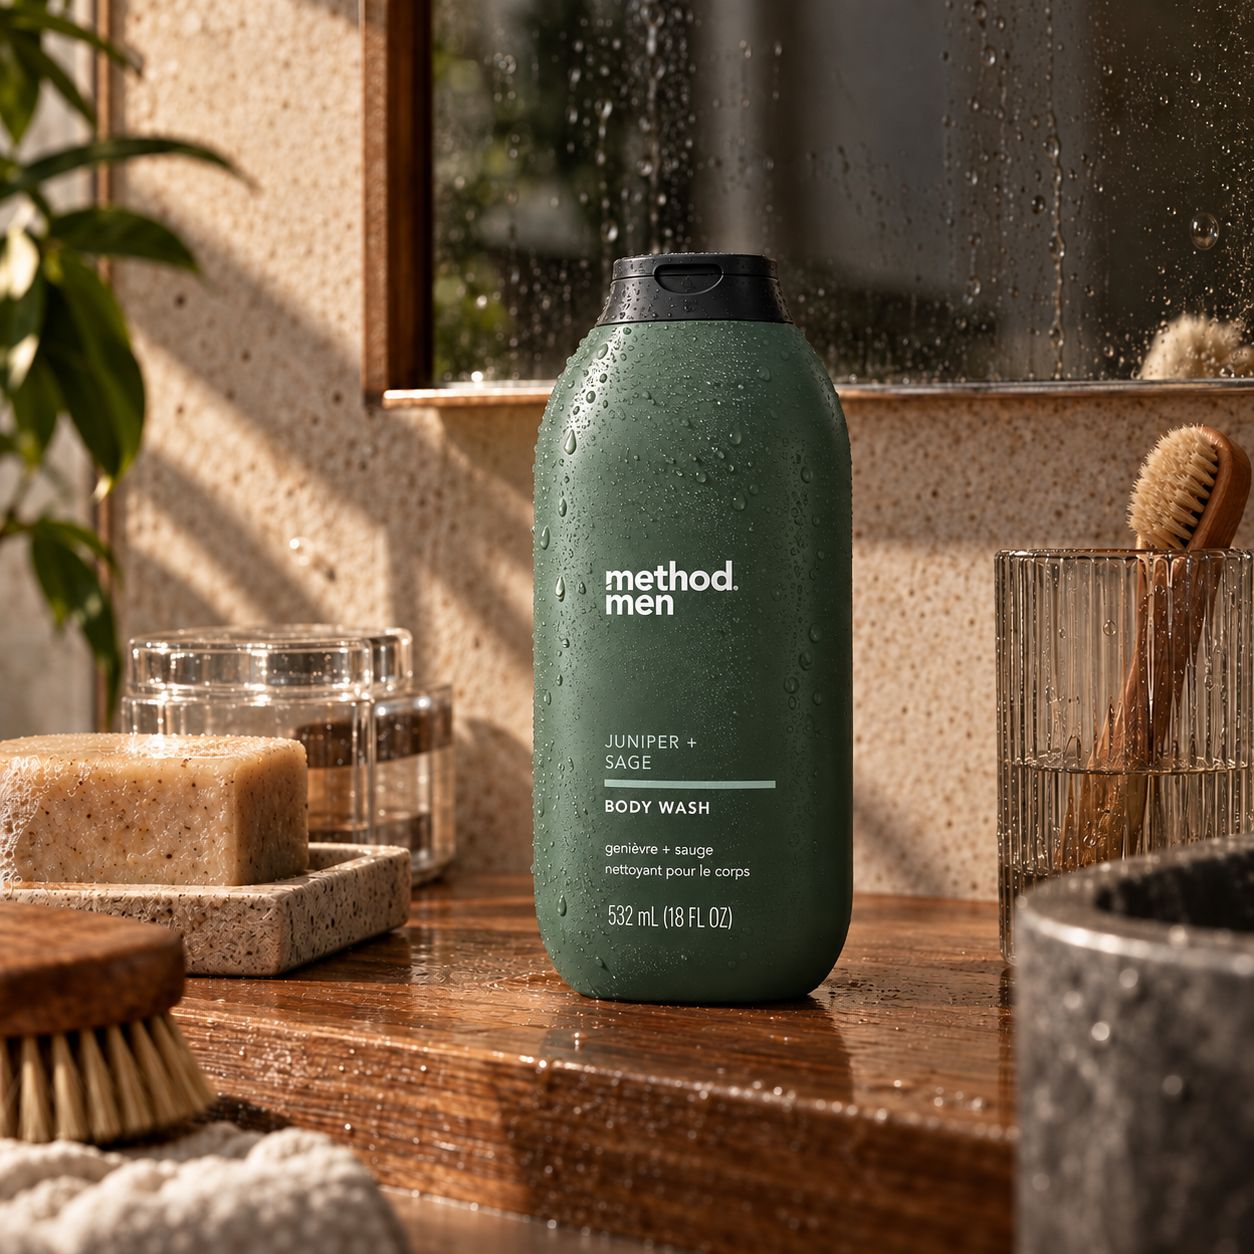 method.
men
JUNIPER +
SAGE
BODY WASH
genièvre + sauge
nettoyant pour le corps
532 mL (18 FL OZ)